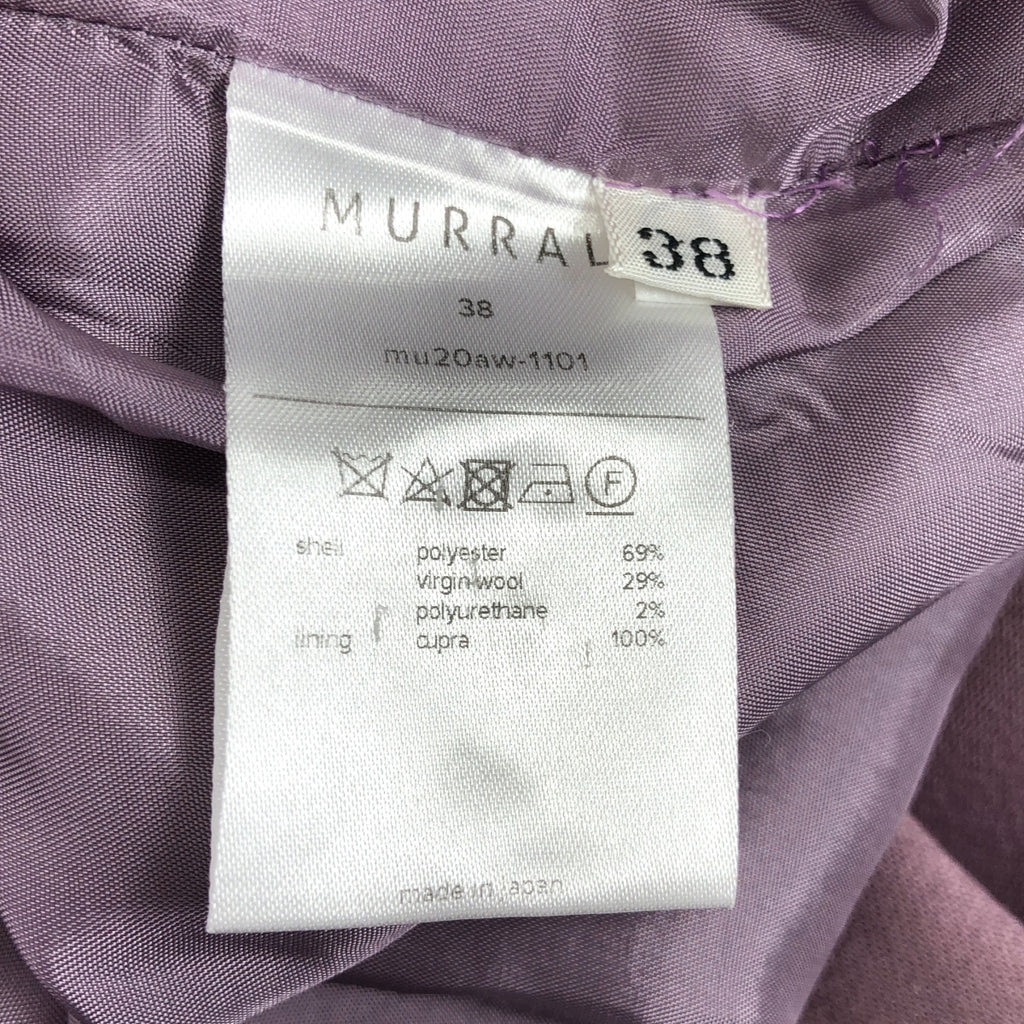 MURRAL
38
38
mu20aw-1101
F
shell polyester 69%
virgin wool 29%
polyurethane 2%
lining cupra 100%
made in japan